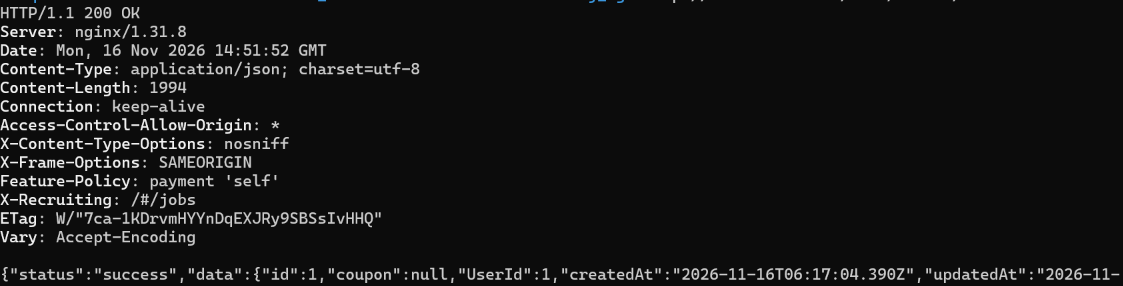 HTTP/1.1 200 OK
Server: nginx/1.31.8
Date: Mon, 16 Nov 2026 14:51:52 GMT
Content-Type: application/json; charset=utf-8
Content-Length: 1994
Connection: keep-alive
Access-Control-Allow-Origin: *
X-Content-Type-Options: nosniff
X-Frame-Options: SAMEORIGIN
Feature-Policy: payment 'self'
X-Recruiting: /#/jobs
ETag: W/"7ca-1KDrvmHYYnDqEXJRy9SBSsIvHHQ"
Vary: Accept-Encoding
{"status":"success","data":{"id":1,"coupon":null,"UserId":1,"createdAt":"2026-11-16T06:17:04.390Z","updatedAt":"2026-11-